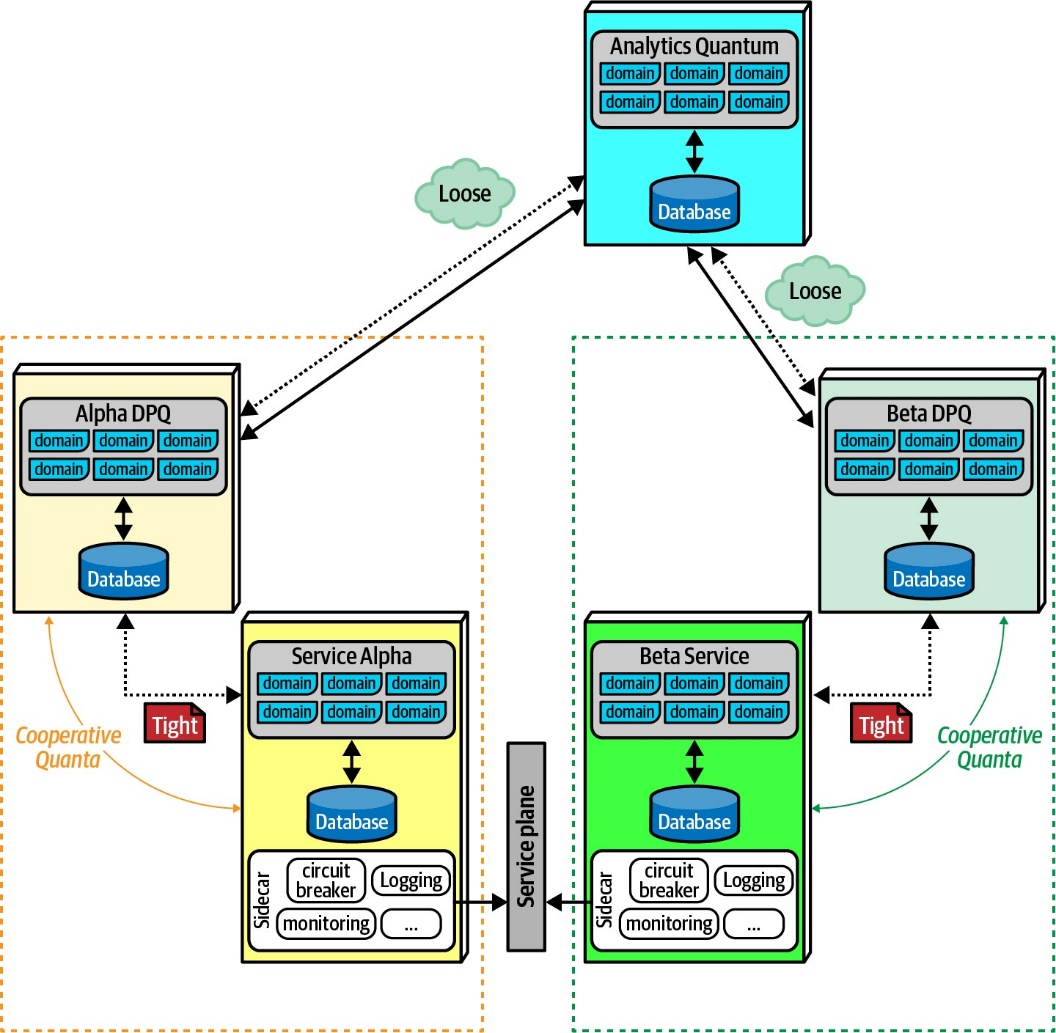 Analytics Quantum
domain domain domain
domain domain domain
Database
Loose
Loose
Alpha DPQ
domain domain domain
domain domain domain
Database
Beta DPQ
domain domain domain
domain domain domain
Database
Tight
Cooperative
Quanta
Service Alpha
domain domain domain
domain domain domain
Database
Sidecar
circuit
breaker
Logging
monitoring
...
Service plane
Beta Service
domain domain domain
domain domain domain
Database
Sidecar
circuit
breaker
Logging
monitoring
...
Tight
Cooperative
Quanta